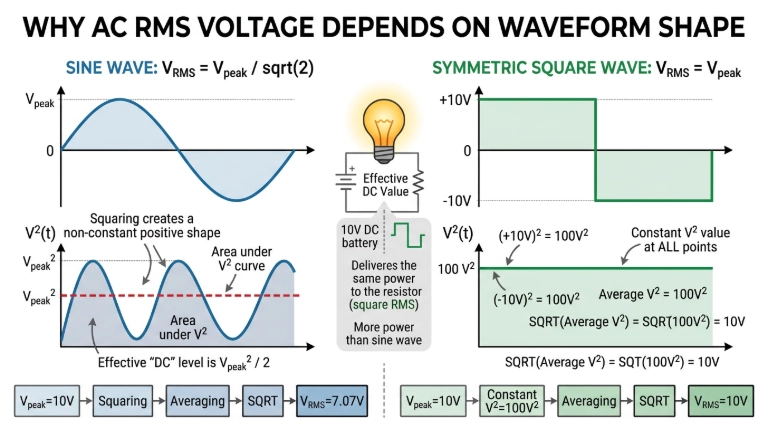 WHY AC RMS VOLTAGE DEPENDS ON WAVEFORM SHAPE
SINE WAVE: VRMS = Vpeak / sqrt(2)
Vpeak
0
Squaring creates a
non-constant positive shape
V²(t)
Vpeak²
Vpeak²
Area under
V² curve
Area
under V²
Effective "DC" level is Vpeak² / 2
Vpeak=10V
Squaring
Averaging
SQRT
VRMS=7.07V
+
Effective
DC Value
10V DC
battery
Deliveres the
same power
to the resistor
(square RMS)
More power
than sine wave
SYMMETRIC SQUARE WAVE: VRMS = Vpeak
+10V
0
-10V
V²(t)
(+10V)² = 100V²
Constant V² value
at ALL points
100 V²
(-10V)² = 100V²
Average V² = 100V²
SQRT(Average V²) = SQRT(100V²) = 10V
SQRT(Average V²) = SQT(100V²) = 10V
Vpeak=10V
Constant
V²=100V²
Averaging
SQRT
VRMS=10V